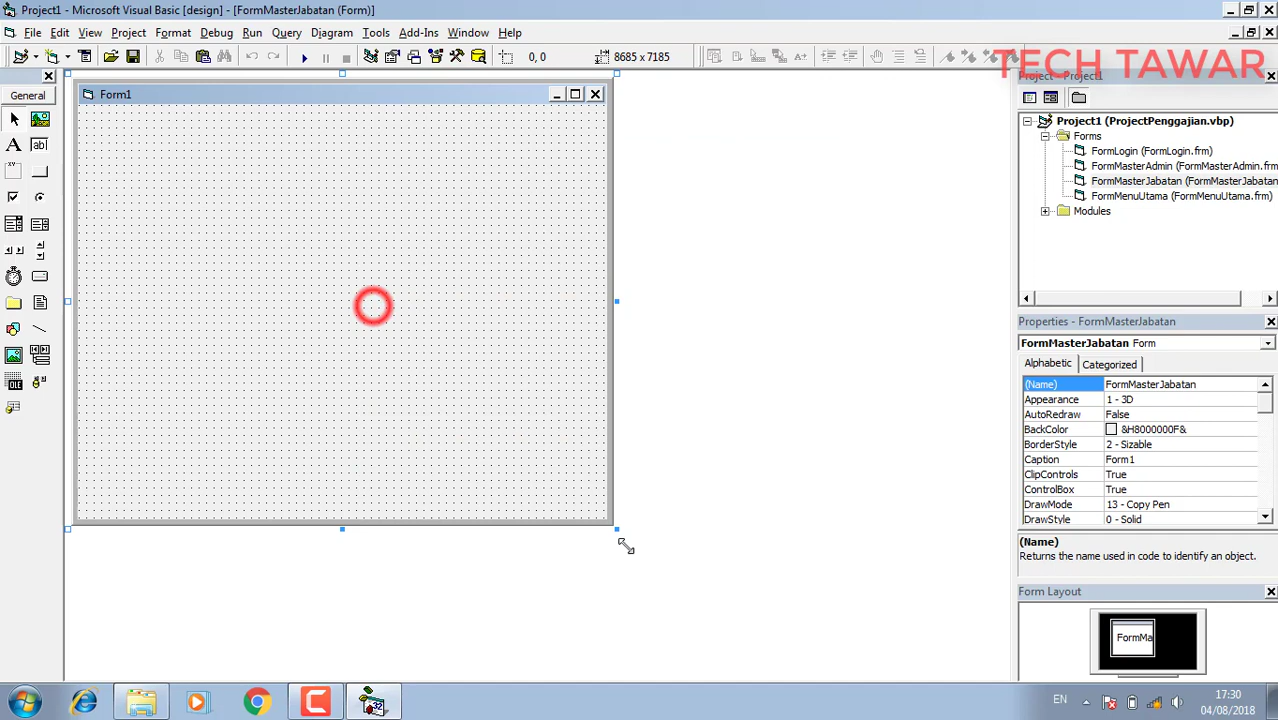 Project1 - Microsoft Visual Basic [design] - [FormMasterJabatan (Form)]
File Edit View Project Format Debug Run Query Diagram Tools Add-Ins Window Help
0, 0 8685 x 7185
TECH TAWAR
Project - Project1
General
Form1
Project1 (ProjectPenggajian.vbp)
Forms
FormLogin (FormLogin.frm)
FormMasterAdmin (FormMasterAdmin.frm
FormMasterJabatan (FormMasterJabatan
FormMenuUtama (FormMenuUtama.frm)
Modules
Properties - FormMasterJabatan
FormMasterJabatan Form
Alphabetic Categorized
(Name) FormMasterJabatan
Appearance 1 - 3D
AutoRedraw False
BackColor &H8000000F&
BorderStyle 2 - Sizable
Caption Form1
ClipControls True
ControlBox True
DrawMode 13 - Copy Pen
DrawStyle 0 - Solid
(Name)
Returns the name used in code to identify an object.
Form Layout
FormMa
EN
17:30
04/08/2018